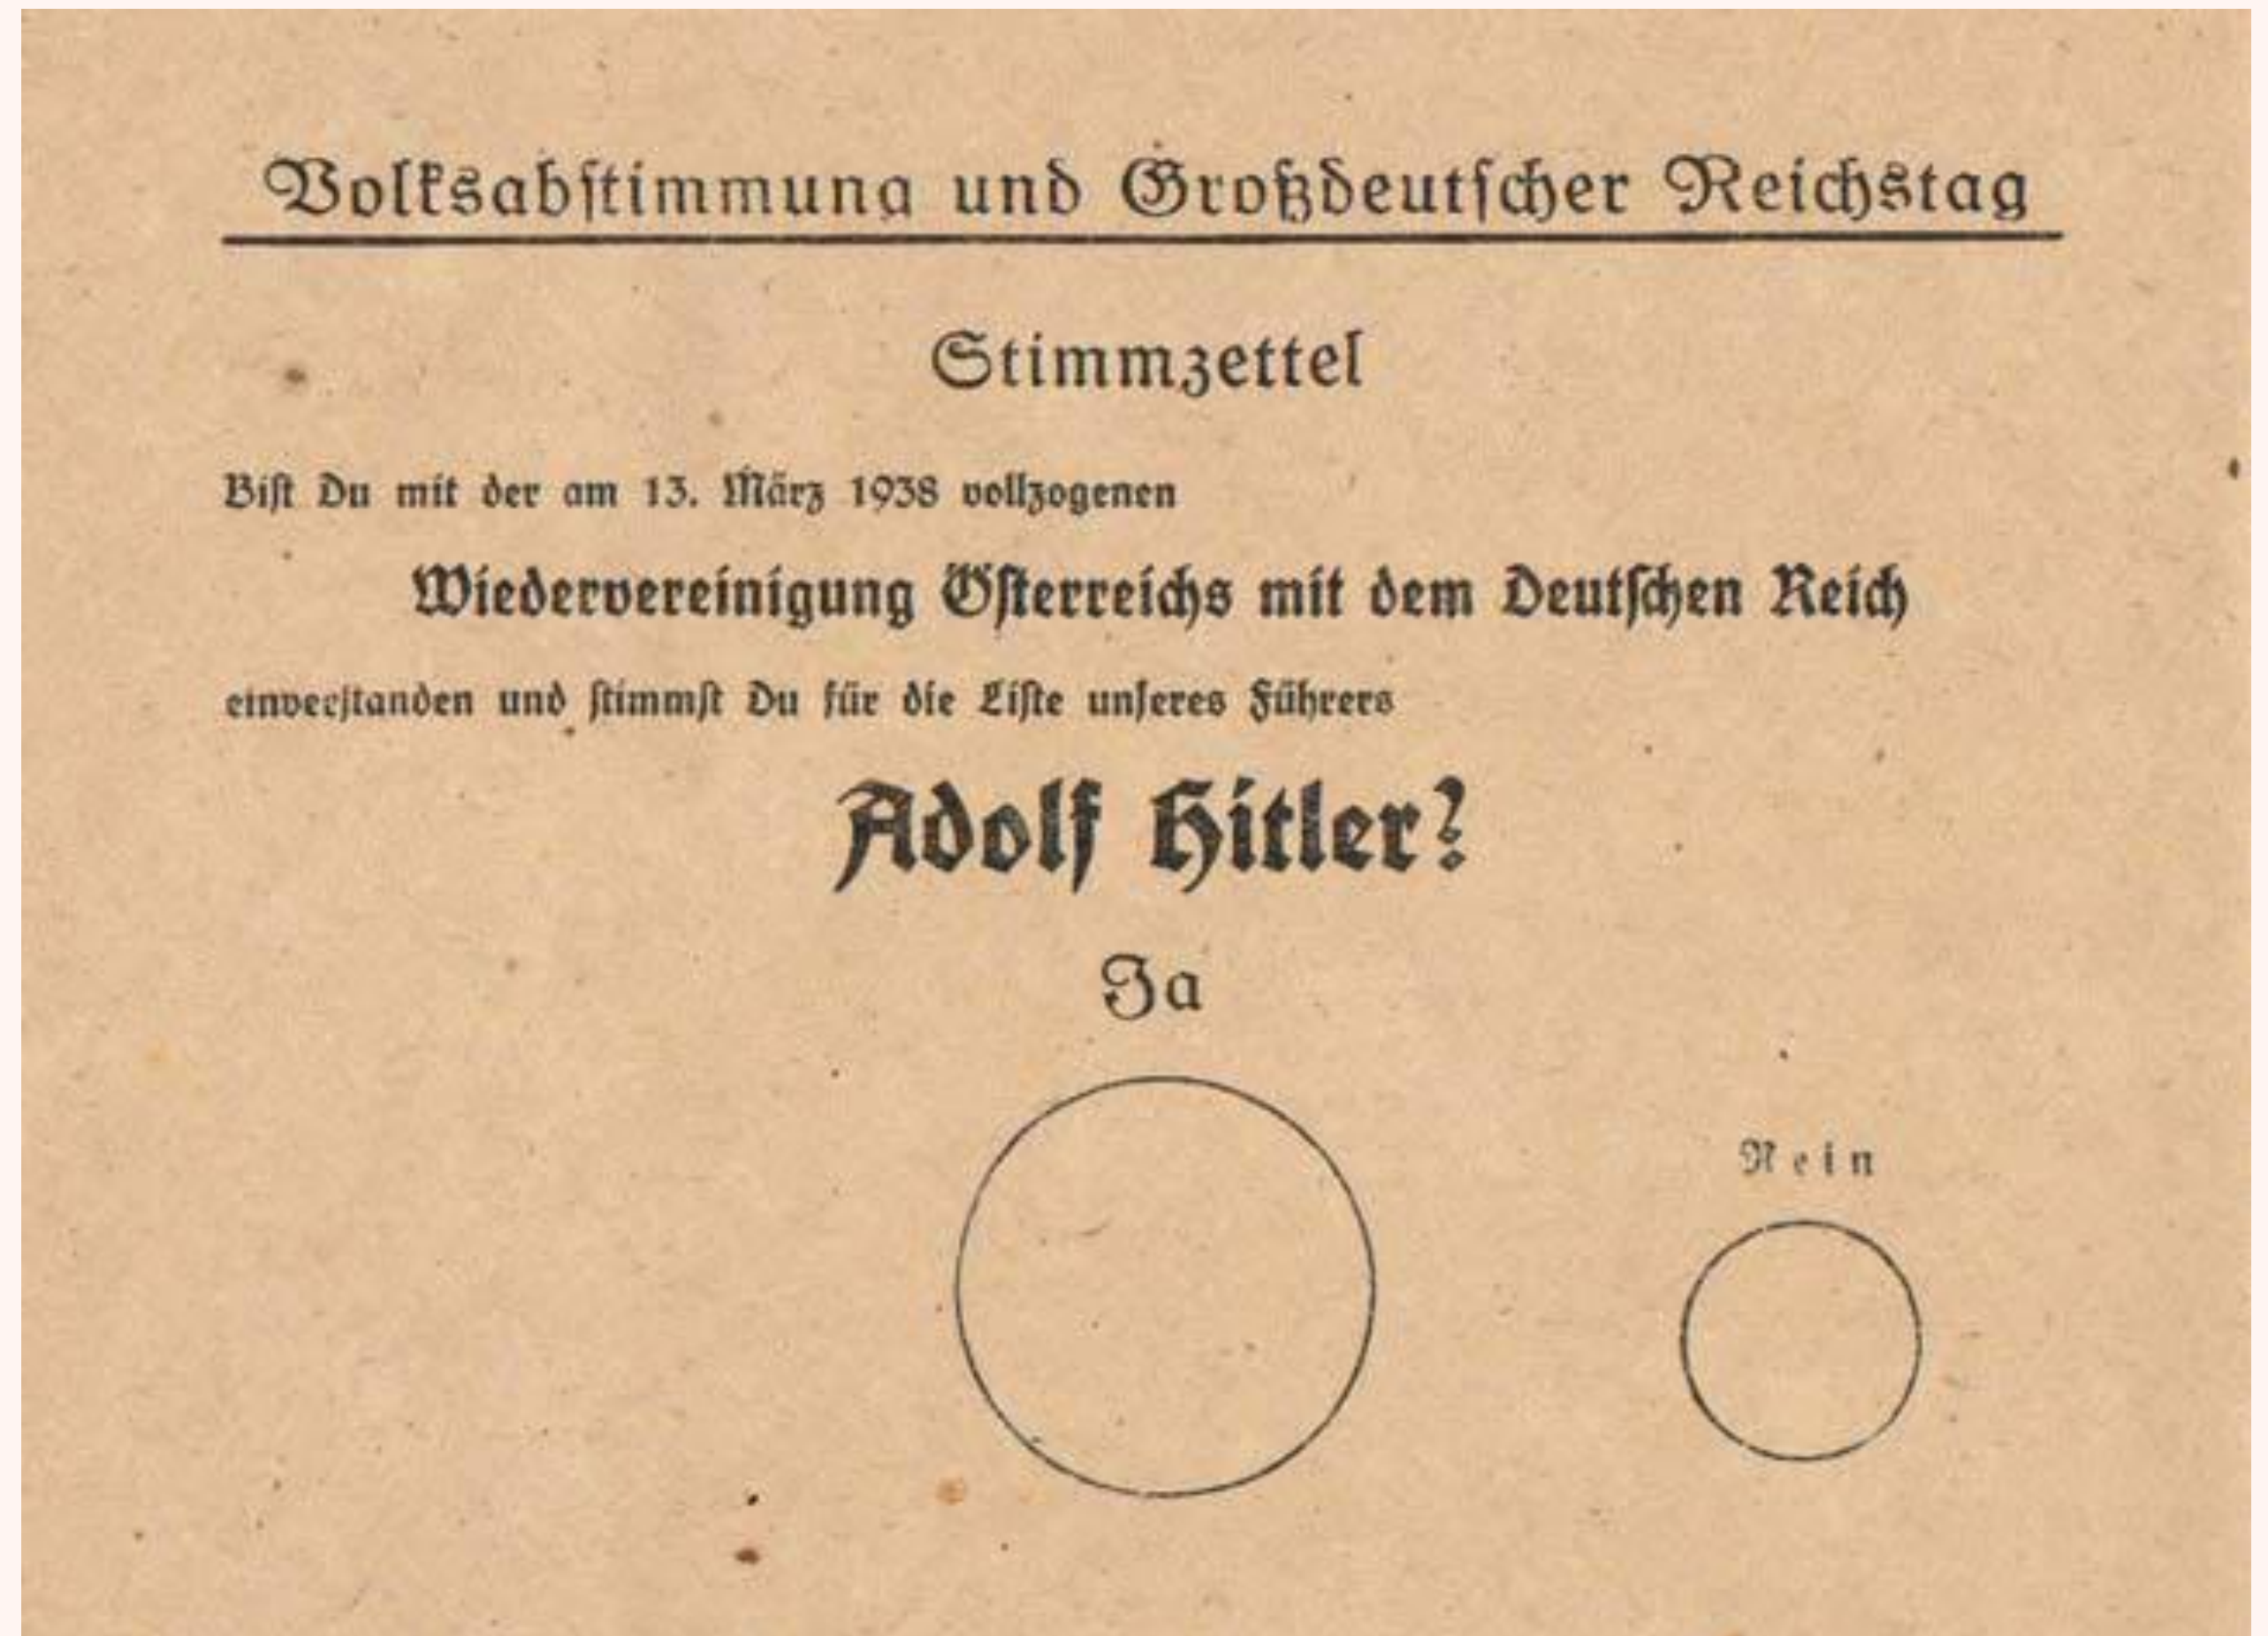 Volksabstimmung und Großdeutscher Reichstag
Stimmzettel
Bist Du mit der am 13. März 1938 vollzogenen
Wiedervereinigung Österreichs mit dem Deutschen Reich
einverstanden und stimmst Du für die Liste unseres Führers
Adolf Hitler?
Ja
Nein